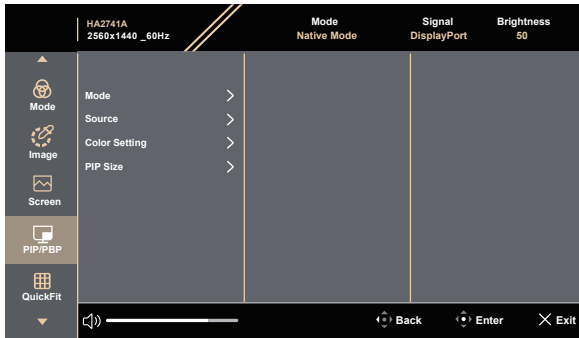 HA2741A Mode Signal Brightness
2560x1440 _60Hz Native Mode DisplayPort 50
Mode
Image
Screen
PIP/PBP
QuickFit
Mode
Source
Color Setting
PIP Size
Back Enter Exit